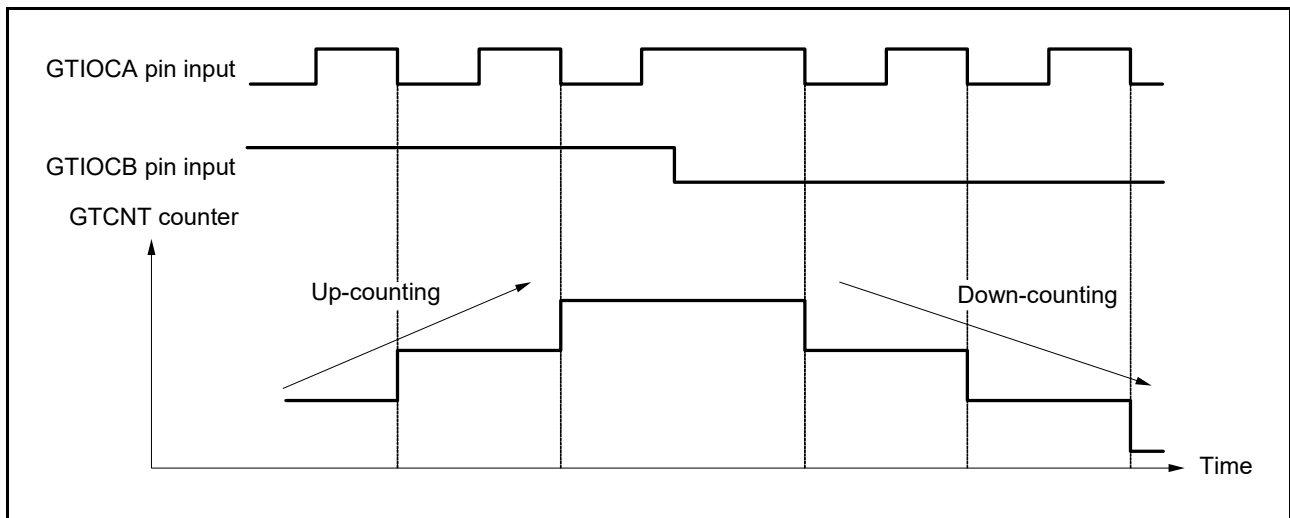 GTIOCA pin input
GTIOCB pin input
GTCNT counter
Up-counting
Down-counting
Time